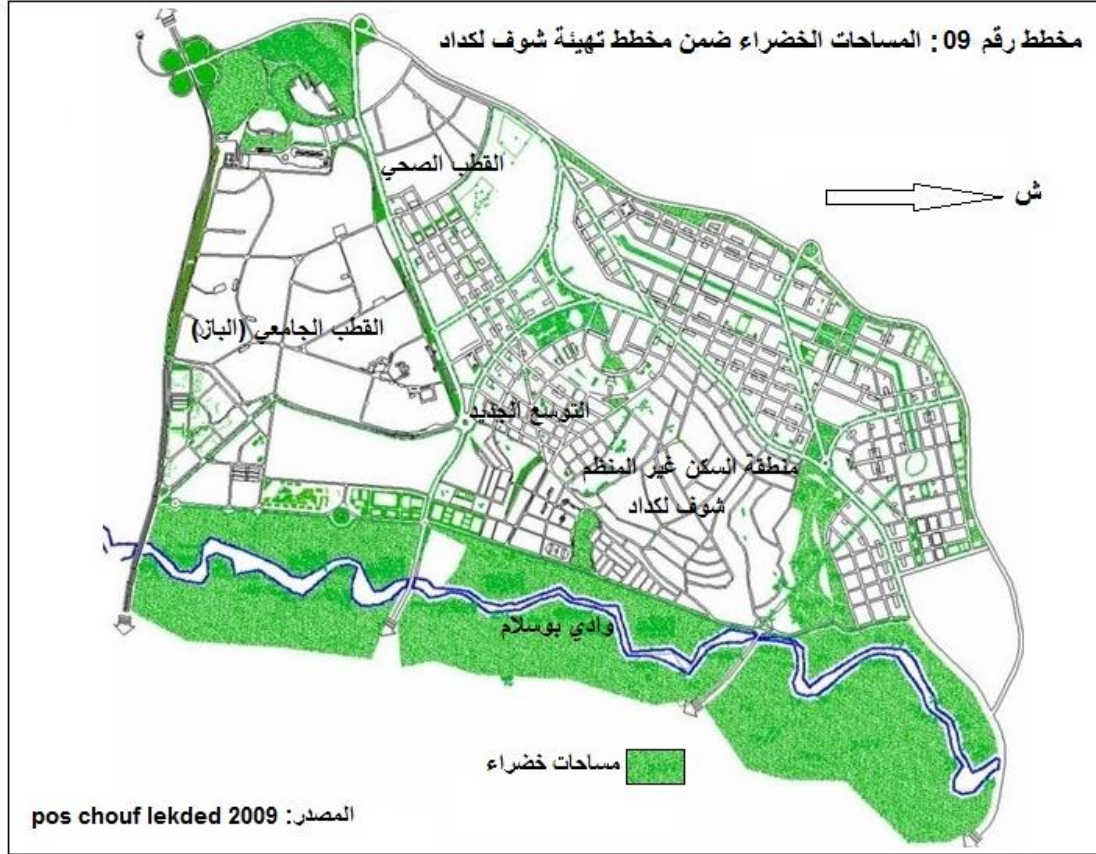 مخطط رقم 09 : المساحات الخضراء ضمن مخطط تهيئة شوف لكداد
القطب الصحي
ش
القطب الجامعي (الباز)
التوسع الجديد
منطقة السكن غير المنظم
شوف لكداد
وادي بوسلام
مساحات خضراء
المصدر: pos chouf lekded 2009